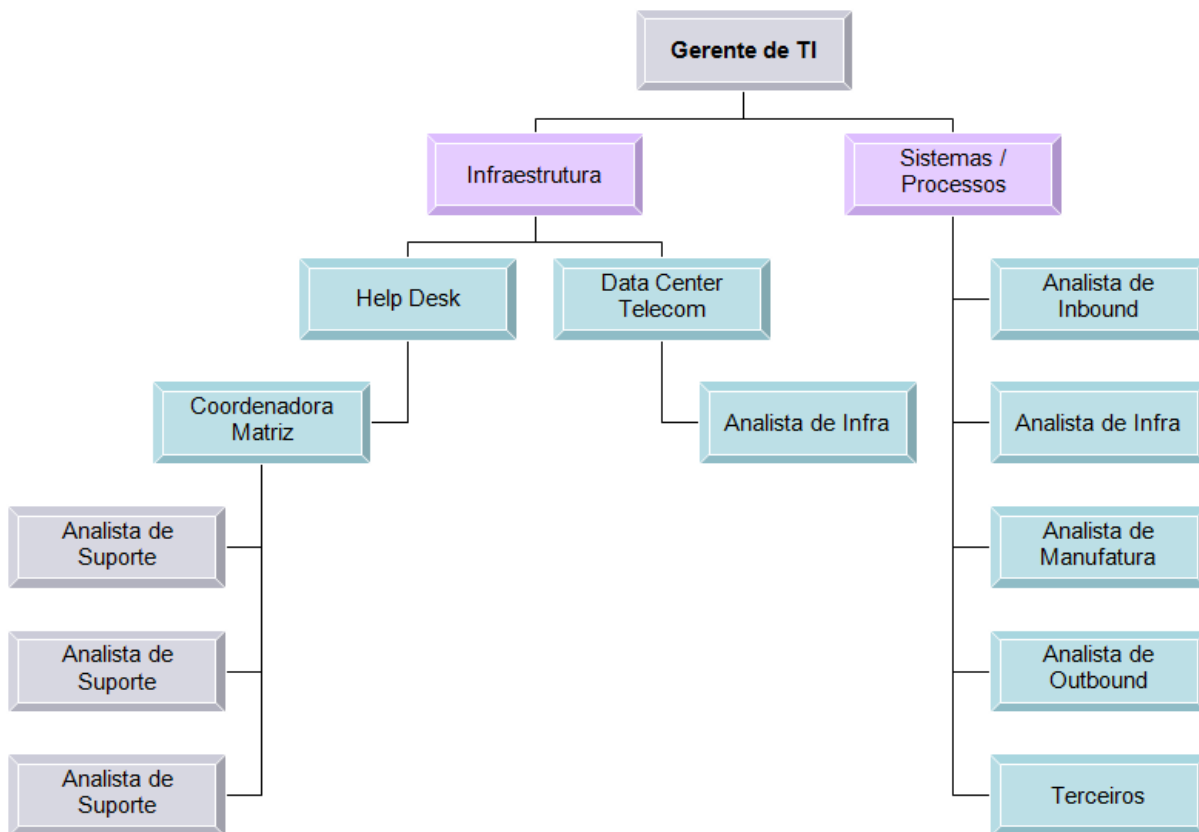 Gerente de TI
Infraestrutura
Sistemas /
Processos
Help Desk
Data Center
Telecom
Analista de
Inbound
Coordenadora
Matriz
Analista de Infra
Analista de Infra
Analista de
Suporte
Analista de
Manufatura
Analista de
Suporte
Analista de
Outbound
Analista de
Suporte
Terceiros